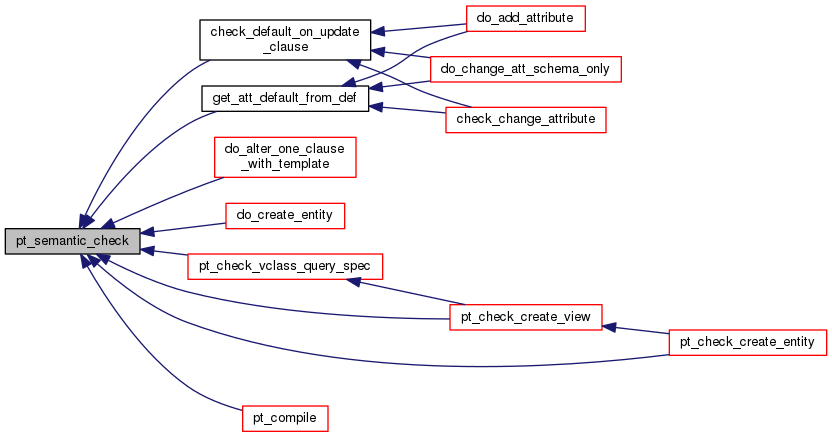 check_default_on_update
_clause
do_add_attribute
do_change_att_schema_only
get_att_default_from_def
check_change_attribute
do_alter_one_clause
_with_template
do_create_entity
pt_semantic_check
pt_check_vclass_query_spec
pt_check_create_view
pt_check_create_entity
pt_compile